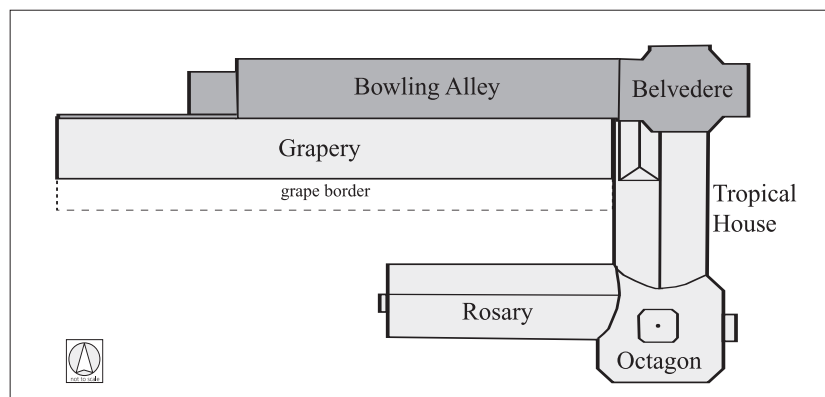 Bowling Alley
Belvedere
Grapery
grape border
Tropical
House
Rosary
Octagon
not to scale